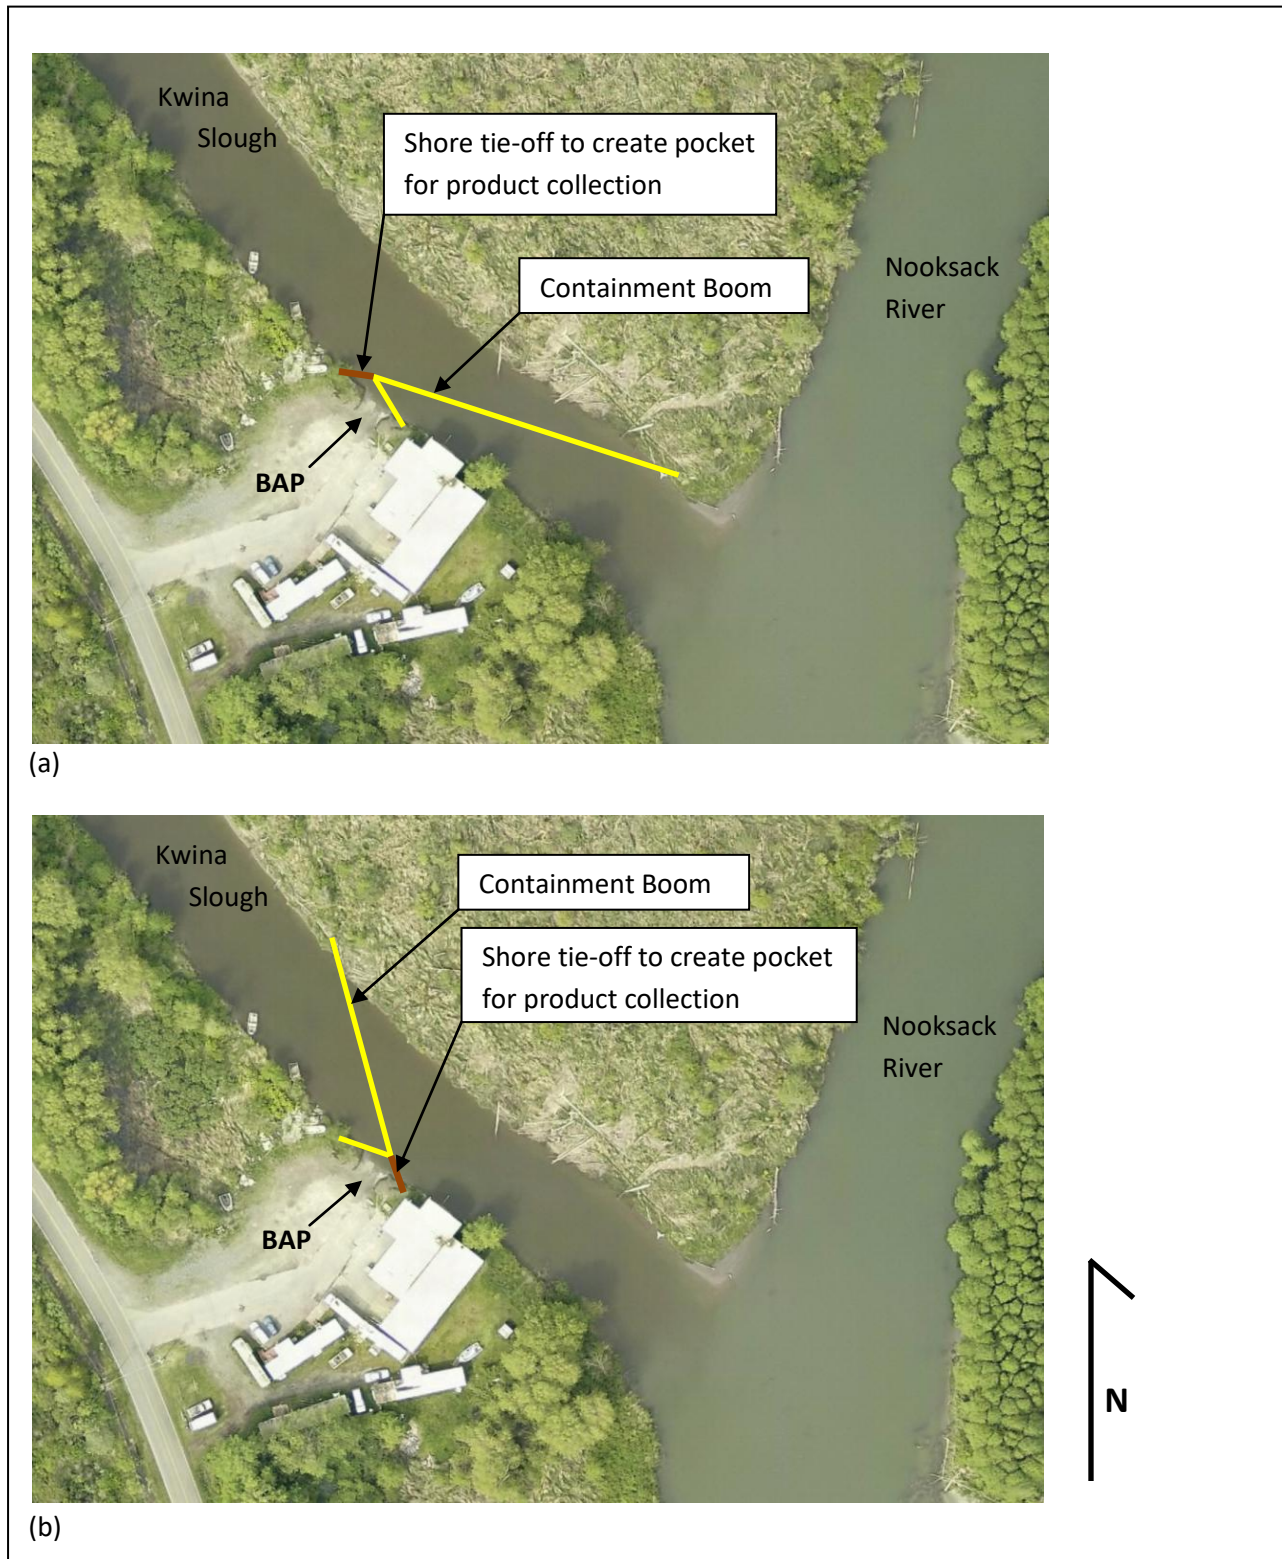 Kwina
Slough
Shore tie-off to create pocket
for product collection
Containment Boom
Nooksack
River
BAP
(a)
Kwina
Slough
Containment Boom
Shore tie-off to create pocket
for product collection
Nooksack
River
BAP
N
(b)